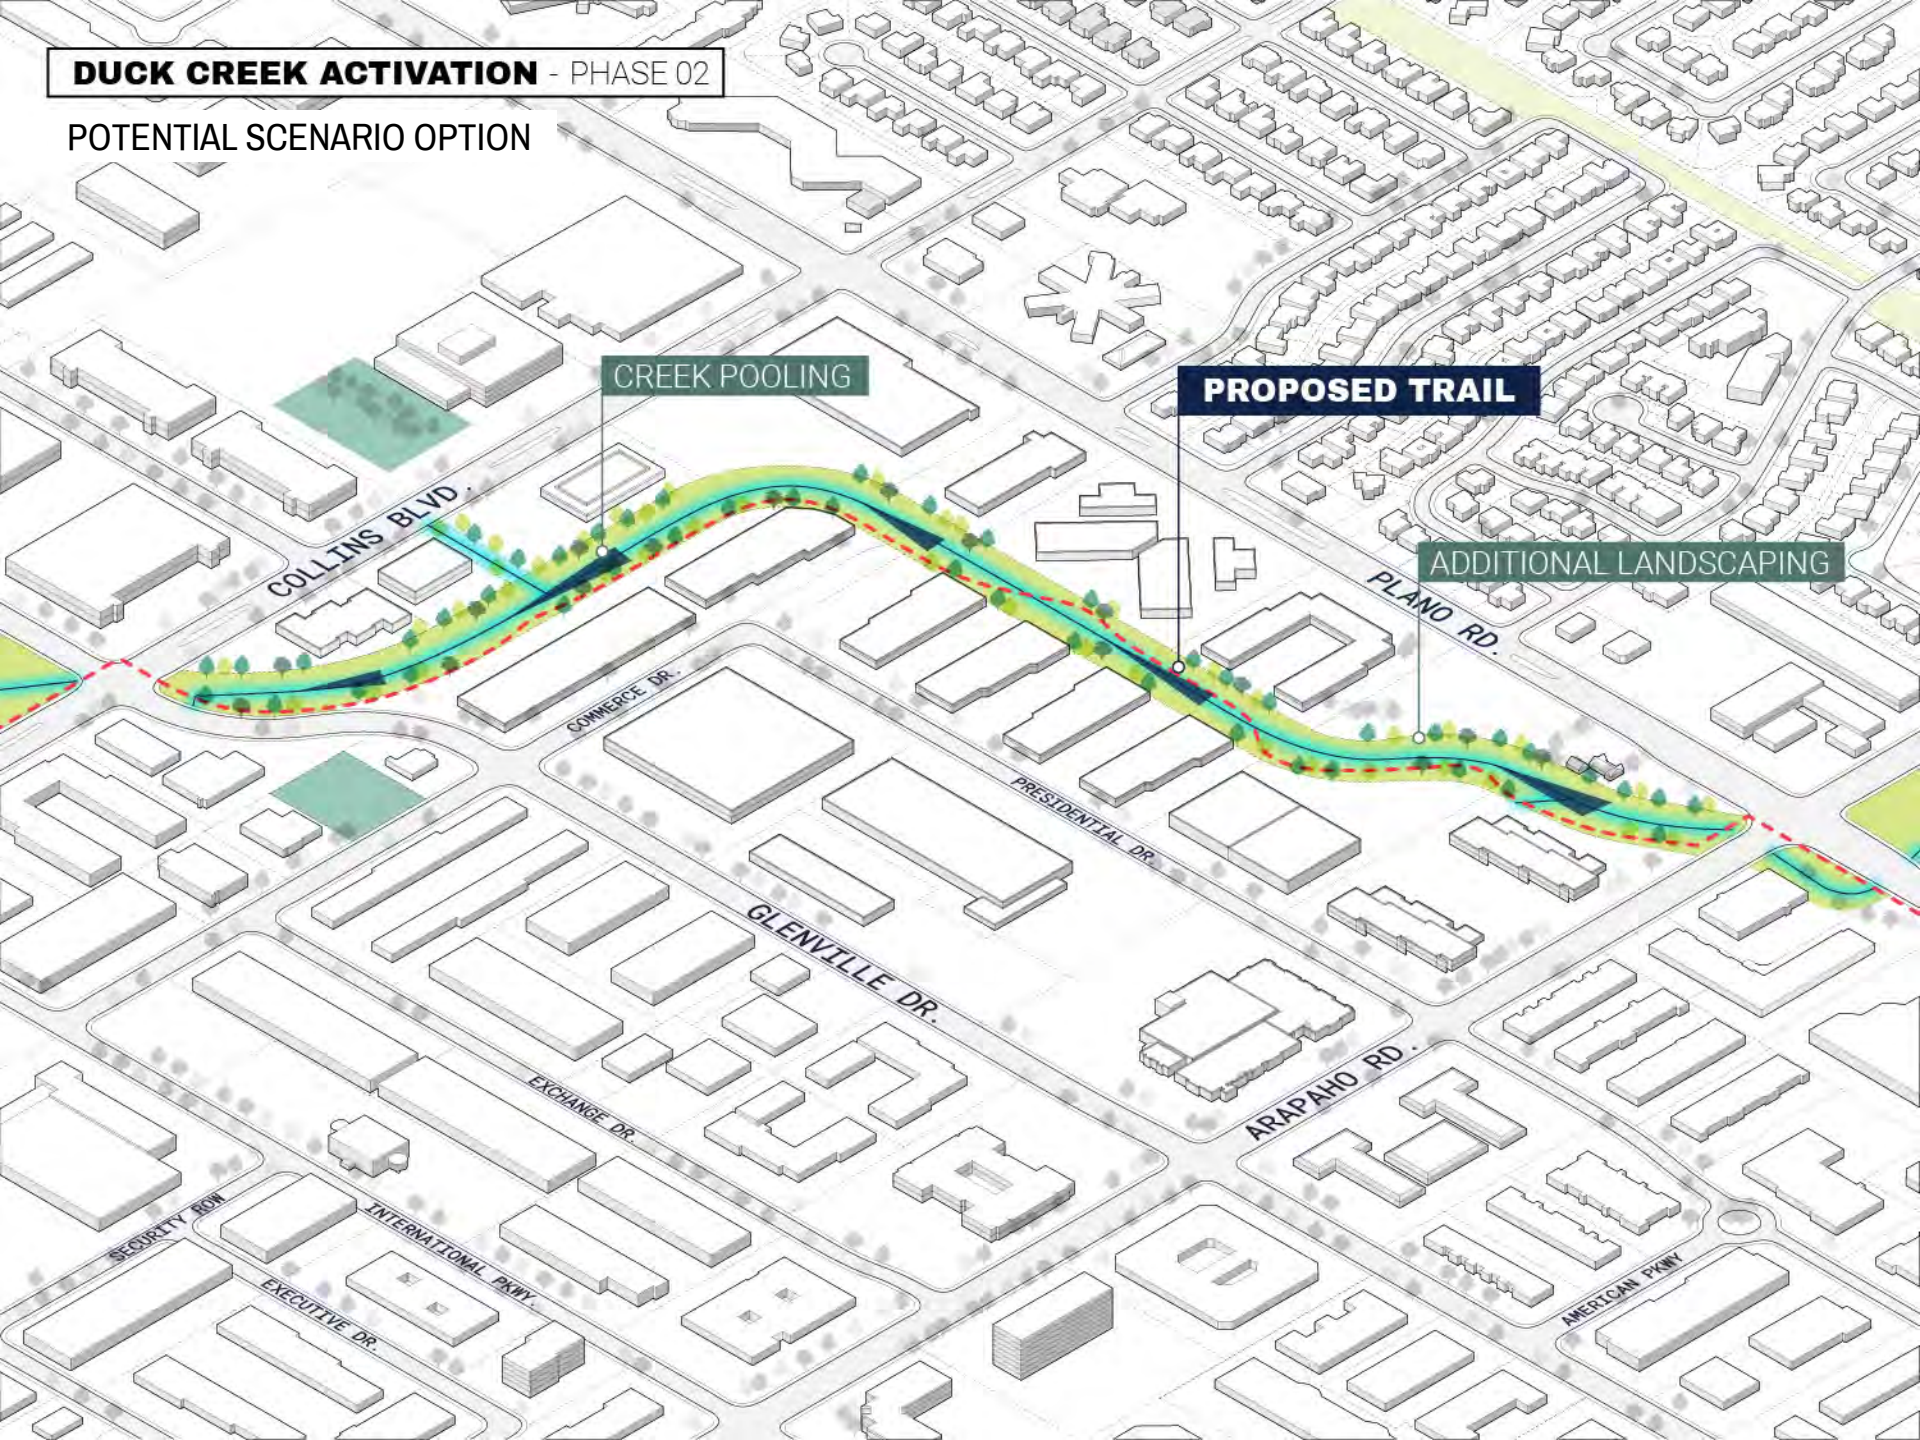 DUCK CREEK ACTIVATION - PHASE 02
POTENTIAL SCENARIO OPTION
CREEK POOLING
PROPOSED TRAIL
COLLINS BLVD.
ADDITIONAL LANDSCAPING
PLANO RD.
COMMERCE DR.
PRESIDENTIAL DR.
GLENVILLE DR.
ARAPAHO RD.
EXCHANGE DR.
SECURITY ROW
INTERNATIONAL PKWY.
EXECUTIVE DR.
AMERICAN PKWY